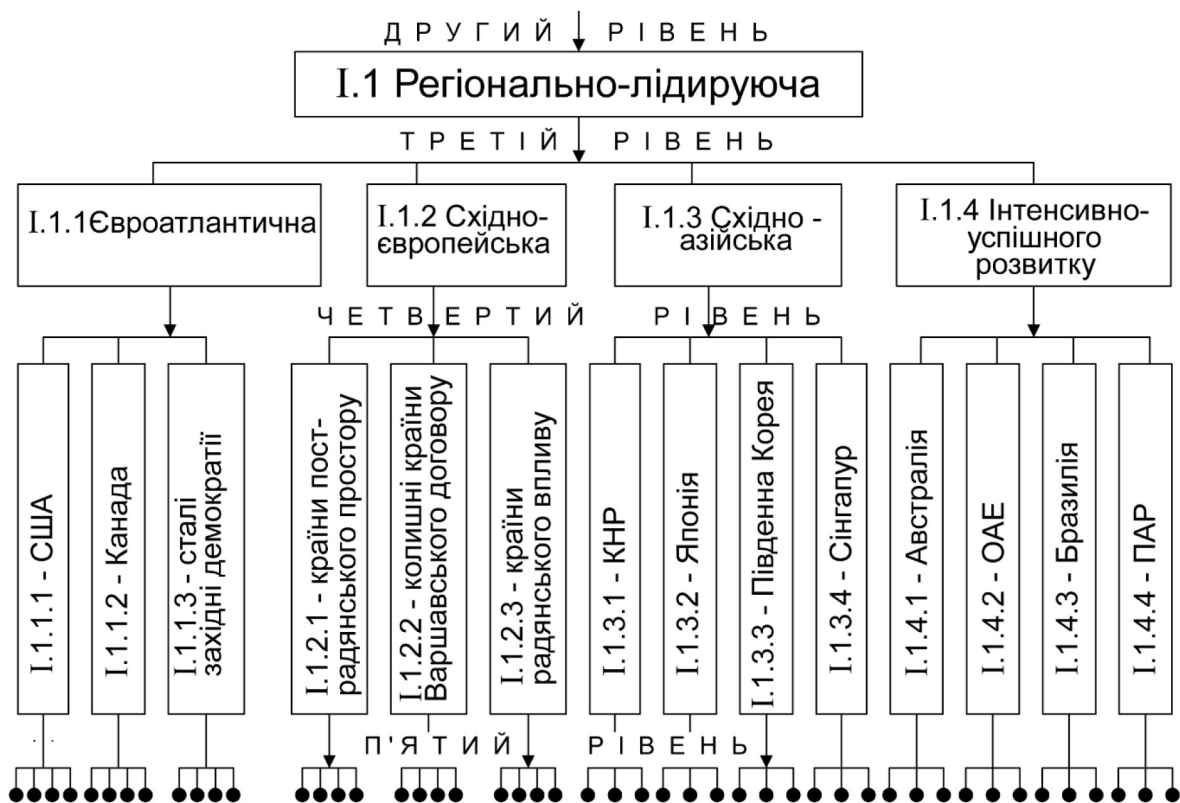 ДРУГИЙ РІВЕНЬ
I.1 Регіонально-лідируюча
ТРЕТІЙ РІВЕНЬ
I.1.1Євроатлантична
I.1.2 Східно-
європейська
I.1.3 Східно -
азійська
I.1.4 Інтенсивно-
успішного
розвитку
ЧЕТВЕРТИЙ РІВЕНЬ
I.1.1.1 - США
I.1.1.2 - Канада
I.1.1.3 - сталі
західні демократії
I.1.2.1 - країни пост-
радянського простору
I.1.2.2 - колишні країни
Варшавського договору
I.1.2.3 - країни
радянського впливу
I.1.3.1 - КНР
I.1.3.2 - Японія
I.1.3.3 - Південна Корея
I.1.3.4 - Сінгапур
I.1.4.1 - Австралія
I.1.4.2 - ОАЕ
I.1.4.3 - Бразилія
I.1.4.4 - ПАР
П'ЯТИЙ РІВЕНЬ